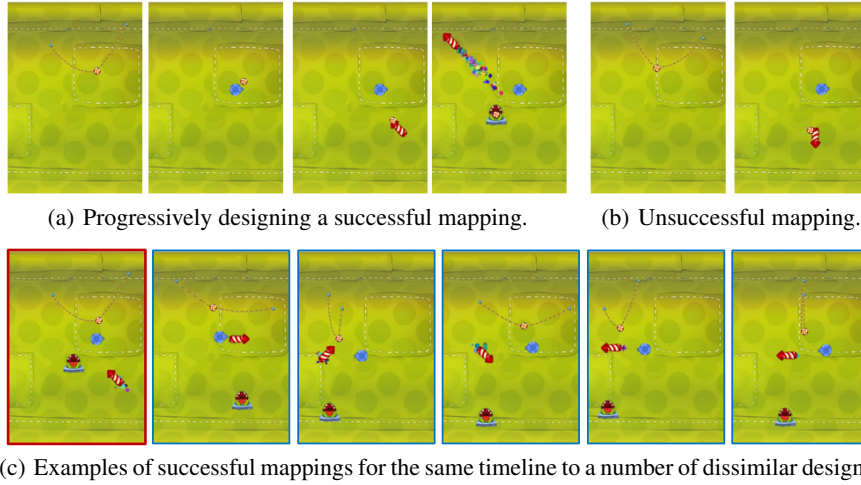 (a) Progressively designing a successful mapping.
(b) Unsuccessful mapping.
(c) Examples of successful mappings for the same timeline to a number of dissimilar design